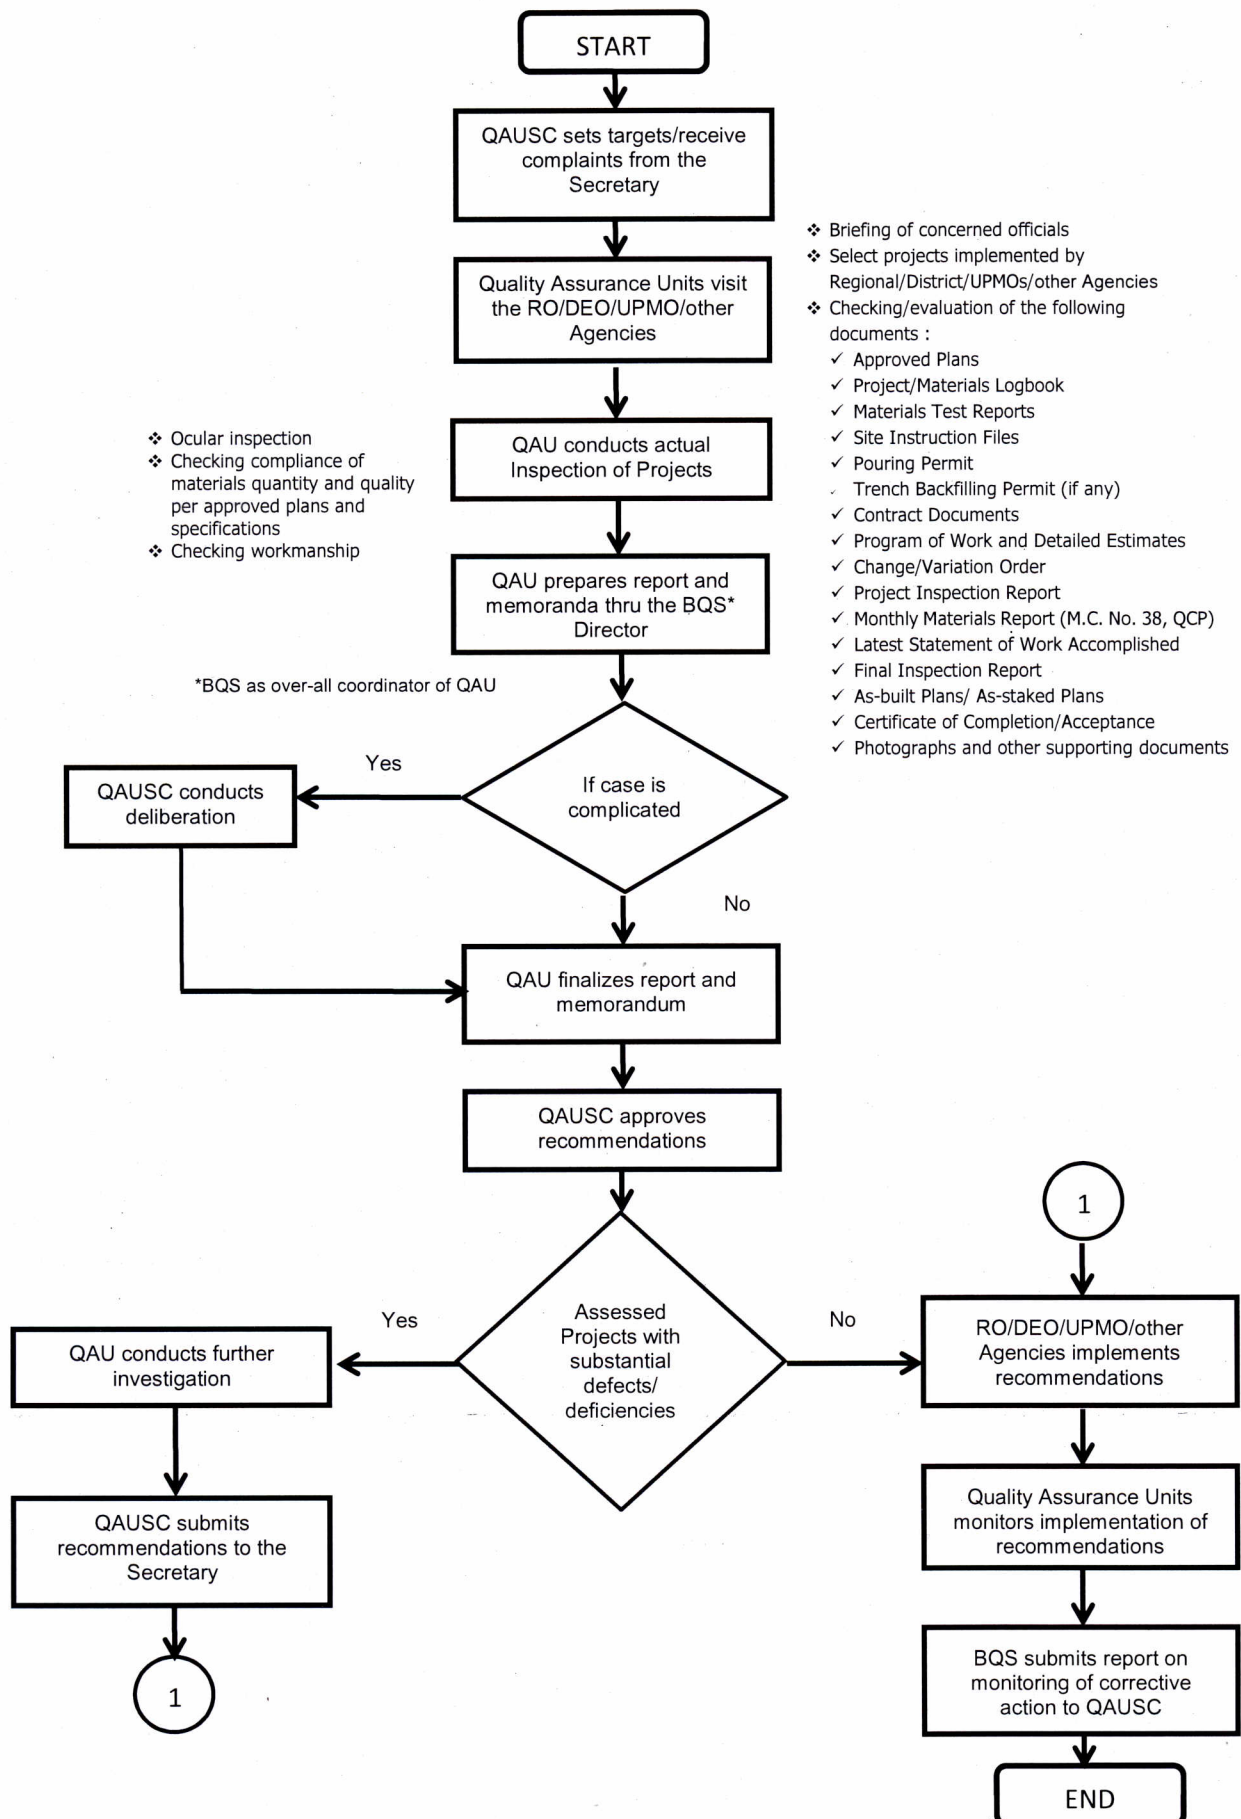 START
QAUSC sets targets/receive
complaints from the
Secretary
Quality Assurance Units visit
the RO/DEO/UPMO/other
Agencies
❖ Briefing of concerned officials
❖ Select projects implemented by
Regional/District/UPMOs/other Agencies
❖ Checking/evaluation of the following
documents :
✓ Approved Plans
✓ Project/Materials Logbook
✓ Materials Test Reports
✓ Site Instruction Files
✓ Pouring Permit
✓ Trench Backfilling Permit (if any)
✓ Contract Documents
✓ Program of Work and Detailed Estimates
✓ Change/Variation Order
✓ Project Inspection Report
✓ Monthly Materials Report (M.C. No. 38, QCP)
✓ Latest Statement of Work Accomplished
✓ Final Inspection Report
✓ As-built Plans/ As-staked Plans
✓ Certificate of Completion/Acceptance
✓ Photographs and other supporting documents
QAU conducts actual
Inspection of Projects
❖ Ocular inspection
❖ Checking compliance of
materials quantity and quality
per approved plans and
specifications
❖ Checking workmanship
QAU prepares report and
memoranda thru the BQS*
Director
*BQS as over-all coordinator of QAU
If case is
complicated
Yes
QAUSC conducts
deliberation
No
QAU finalizes report and
memorandum
QAUSC approves
recommendations
Assessed
Projects with
substantial
defects/
deficiencies
Yes
QAU conducts further
investigation
QAUSC submits
recommendations to the
Secretary
1
No
1
RO/DEO/UPMO/other
Agencies implements
recommendations
Quality Assurance Units
monitors implementation of
recommendations
BQS submits report on
monitoring of corrective
action to QAUSC
END